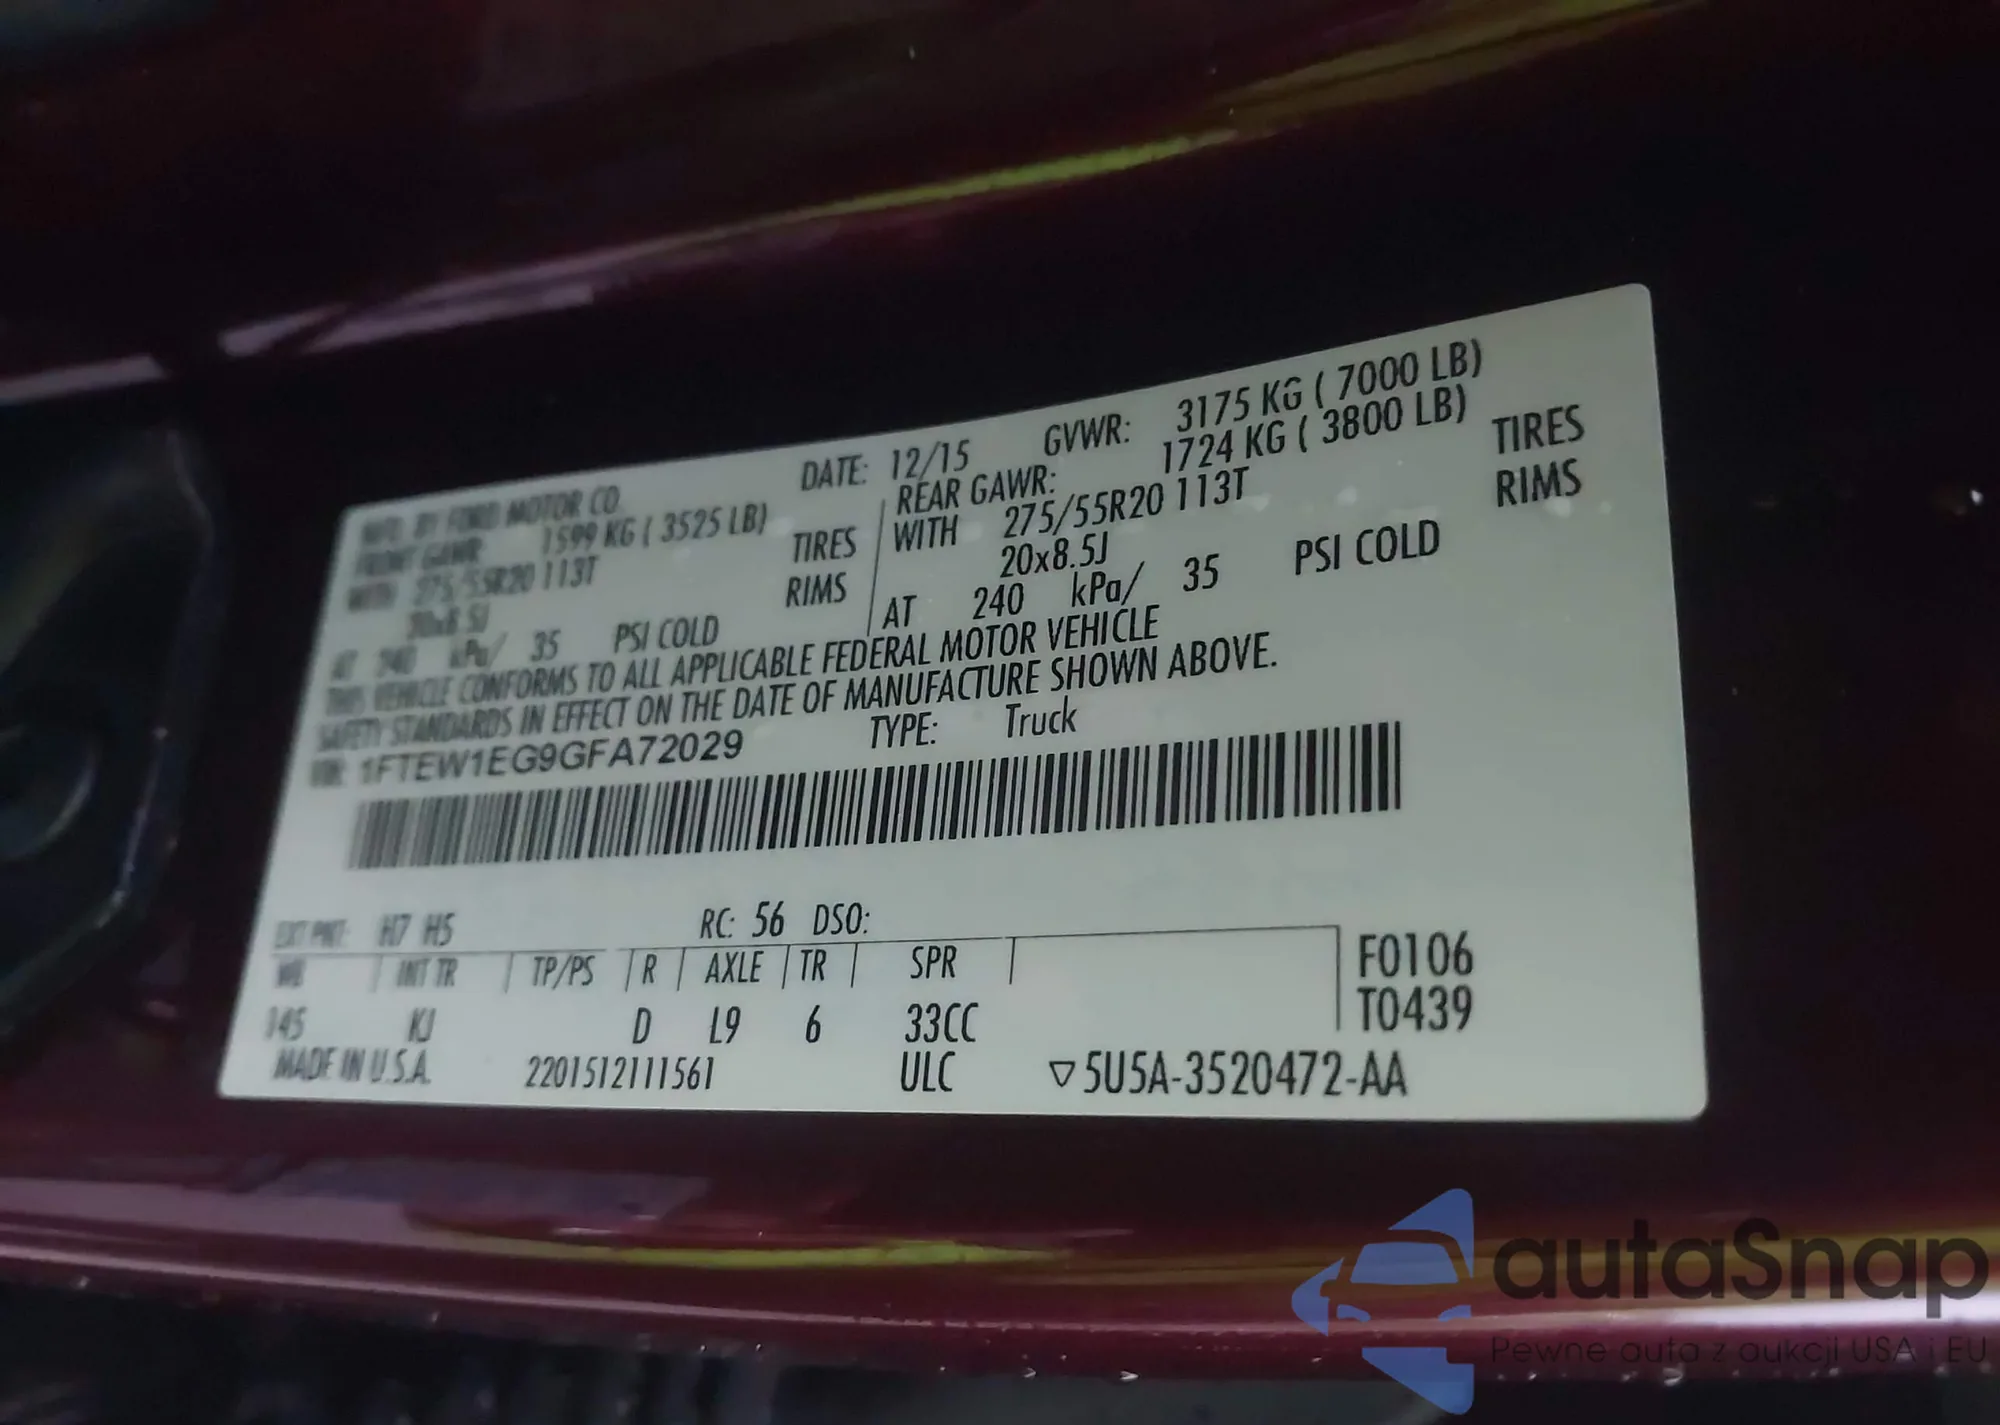 MFD. BY FORD MOTOR CO. DATE: 12/15 GVWR: 3175 KG ( 7000 LB)
FRONT GAWR: 1599 KG ( 3525 LB) REAR GAWR: 1724 KG ( 3800 LB)
WITH 275/55R20 113T TIRES WITH 275/55R20 113T TIRES
20x8.5J RIMS 20x8.5J RIMS
AT 240 kPa/ 35 PSI COLD AT 240 kPa/ 35 PSI COLD
THIS VEHICLE CONFORMS TO ALL APPLICABLE FEDERAL MOTOR VEHICLE
SAFETY STANDARDS IN EFFECT ON THE DATE OF MANUFACTURE SHOWN ABOVE.
VIN: 1FTEW1EG9GFA72029 TYPE: Truck
EXT PNT: H7 H5 RC: 56 DSO:
WB INT TR TP/PS R AXLE TR SPR F0106
145 KJ D L9 6 33CC T0439
MADE IN U.S.A. 2201512111561 ULC ▽5U5A-3520472-AA
autaSnap
Pewne auta z aukcji USA i EU